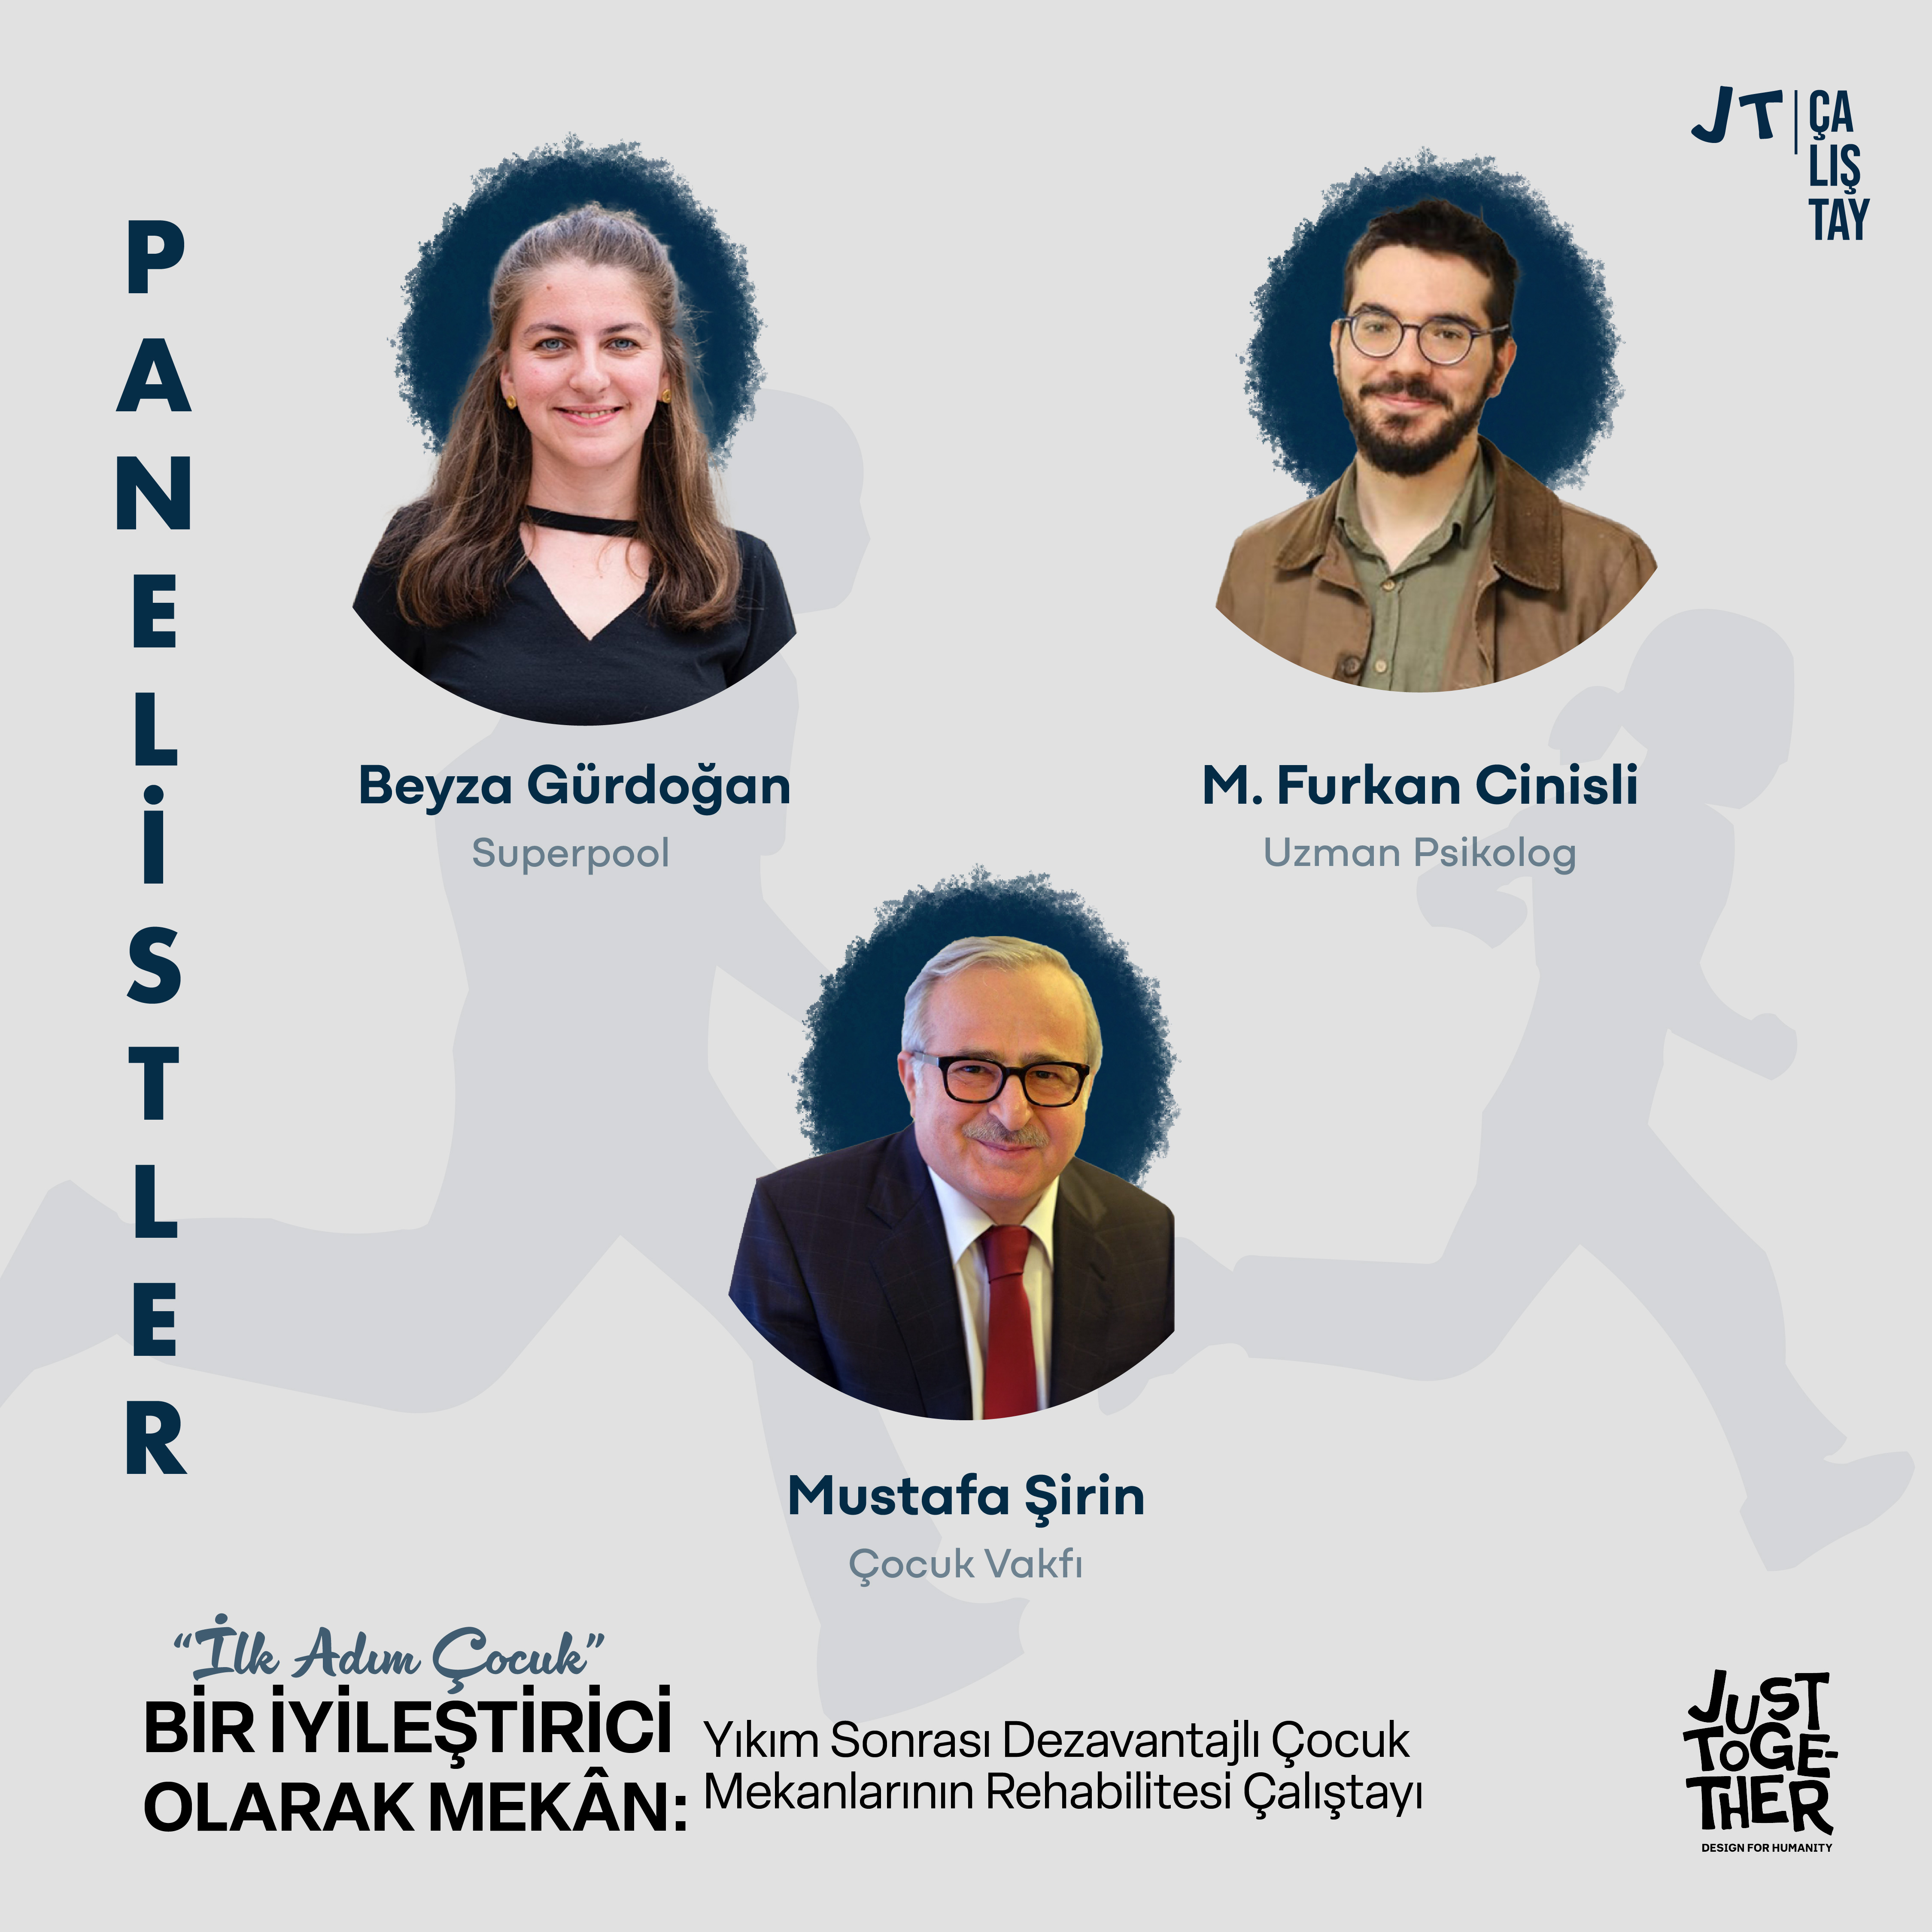 PANELİSTLER
JT
ÇA
LIŞ
TAY
Beyza Gürdoğan
Superpool
M. Furkan Cinisli
Uzman Psikolog
Mustafa Şirin
Çocuk Vakfı
“İlk Adım Çocuk”
BİR İYİLEŞTİRİCİ
OLARAK MEKÂN:
Yıkım Sonrası Dezavantajlı Çocuk
Mekanlarının Rehabilitesi Çalıştayı
JUST
TOGE-
THER
DESIGN FOR HUMANITY